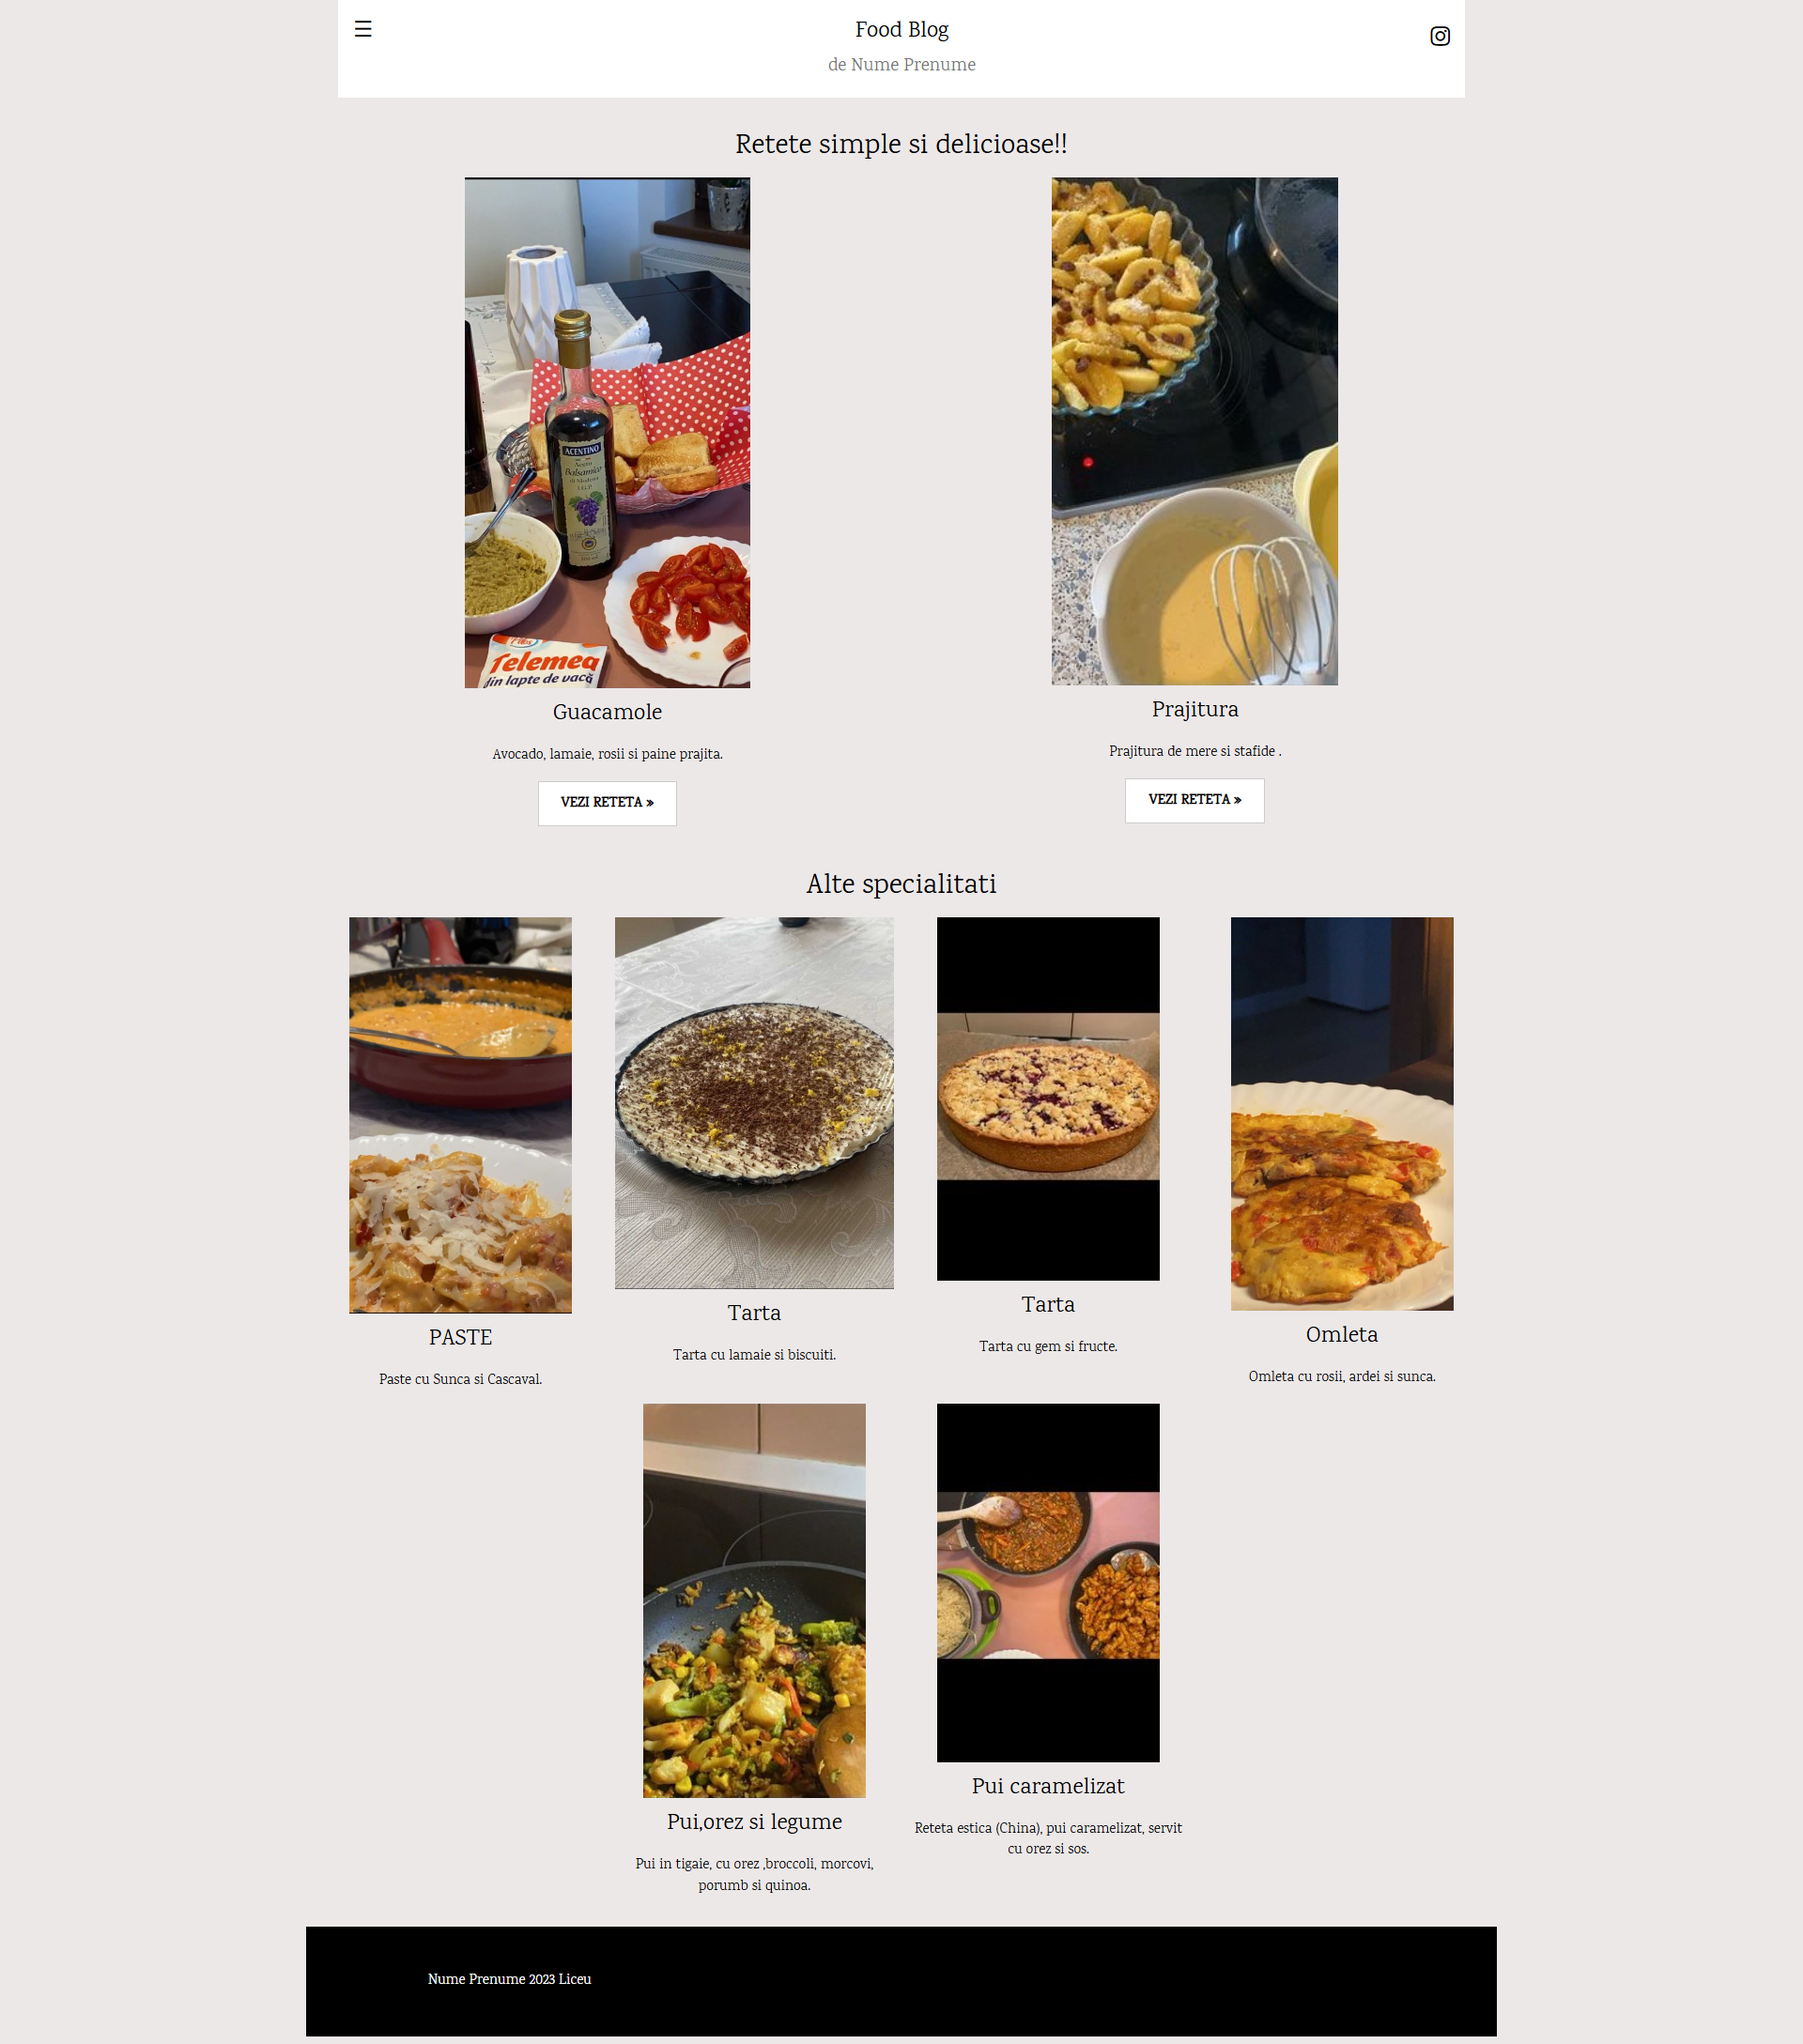 Food Blog
de Nume Prenume
Retete simple si delicioase!!
ACENTINO
Aceto
Balsamico
di Modena
I.G.P.
Telemea
din lapte de vacă
Guacamole
Avocado, lamaie, rosii si paine prajita.
VEZI RETETA »
Prajitura
Prajitura de mere si stafide .
VEZI RETETA »
Alte specialitati
PASTE
Paste cu Sunca si Cascaval.
Tarta
Tarta cu lamaie si biscuiti.
Tarta
Tarta cu gem si fructe.
Omleta
Omleta cu rosii, ardei si sunca.
Pui,orez si legume
Pui in tigaie, cu orez ,broccoli, morcovi,
porumb si quinoa.
Pui caramelizat
Reteta estica (China), pui caramelizat, servit
cu orez si sos.
Nume Prenume 2023 Liceu